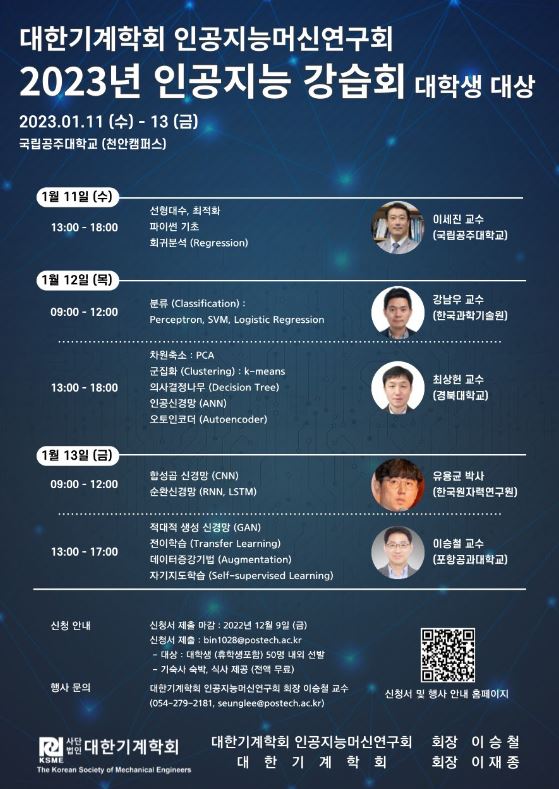 대한기계학회 인공지능머신연구회
2023년 인공지능 강습회 대학생 대상
2023.01.11 (수) - 13 (금)
국립공주대학교 (천안캠퍼스)
1월 11일 (수)
13:00 - 18:00
선형대수, 최적화
파이썬 기초
회귀분석 (Regression)
이세진 교수
(국립공주대학교)
1월 12일 (목)
09:00 - 12:00
분류 (Classification) :
Perceptron, SVM, Logistic Regression
강남우 교수
(한국과학기술원)
13:00 - 18:00
차원축소 : PCA
군집화 (Clustering) : k-means
의사결정나무 (Decision Tree)
인공신경망 (ANN)
오토인코더 (Autoencoder)
최상현 교수
(경북대학교)
1월 13일 (금)
09:00 - 12:00
합성곱 신경망 (CNN)
순환신경망 (RNN, LSTM)
유용균 박사
(한국원자력연구원)
13:00 - 17:00
적대적 생성 신경망 (GAN)
전이학습 (Transfer Learning)
데이터증강기법 (Augmentation)
자기지도학습 (Self-supervised Learning)
이승철 교수
(포항공과대학교)
신청 안내
신청서 제출 마감 : 2022년 12월 9일 (금)
신청서 제출 : bin1028@postech.ac.kr
- 대상 : 대학생 (휴학생포함) 50명 내외 선발
- 기숙사 숙박, 식사 제공 (전액 무료)
행사 문의
대한기계학회 인공지능머신연구회 회장 이승철 교수
(054-279-2181, seunglee@postech.ac.kr)
신청서 및 행사 안내 홈페이지
KSME
사단법인 대한기계학회
The Korean Society of Mechanical Engineers
대한기계학회 인공지능머신연구회 회장 이 승 철
대 한 기 계 학 회 회장 이 재 종